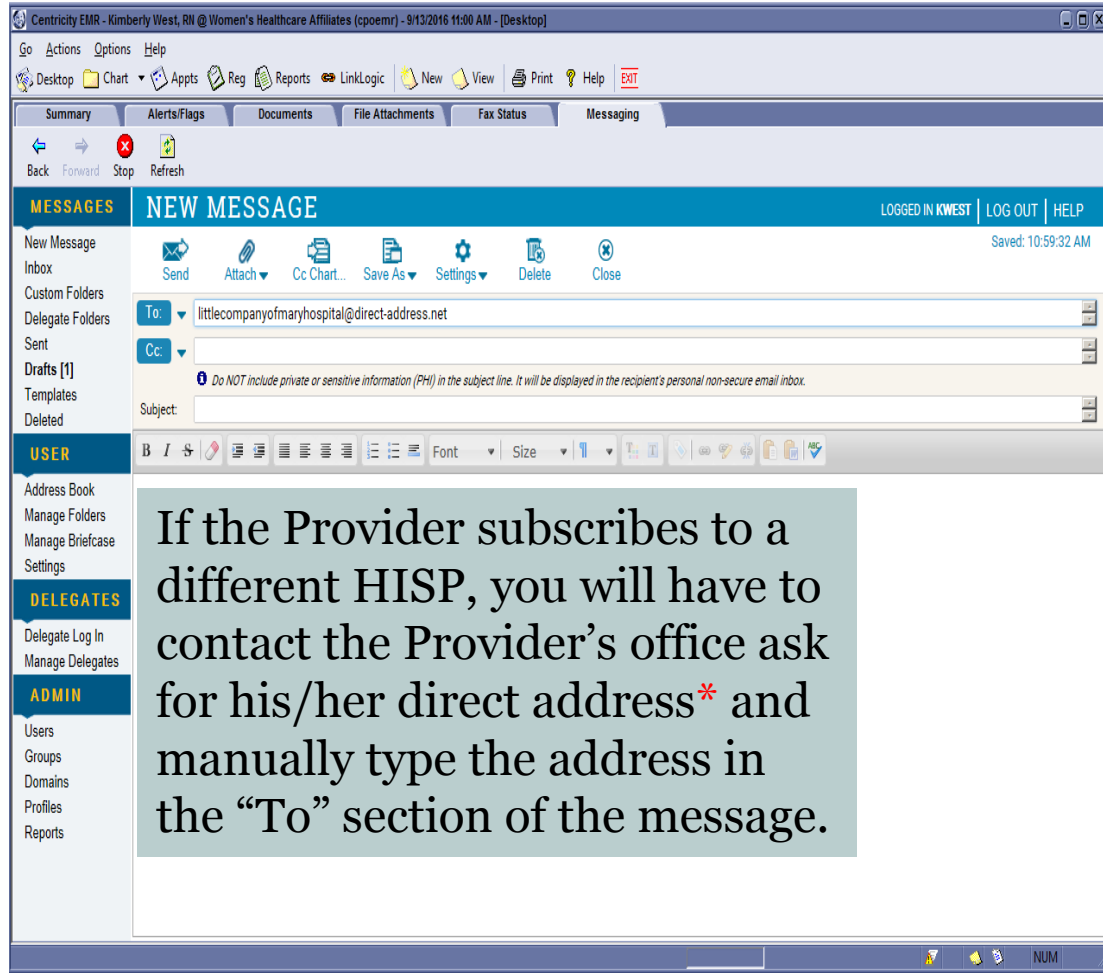 Centricity EMR - Kimberly West, RN @ Women's Healthcare Affiliates (cpoemr) - 9/13/2016 11:00 AM - [Desktop]
Go Actions Options Help
Desktop Chart Appts Reg Reports LinkLogic New View Print Help EXIT
Summary Alerts/Flags Documents File Attachments Fax Status Messaging
Back Forward Stop Refresh
MESSAGES
New Message
Inbox
Custom Folders
Delegate Folders
Sent
Drafts [1]
Templates
Deleted
USER
Address Book
Manage Folders
Manage Briefcase
Settings
DELEGATES
Delegate Log In
Manage Delegates
ADMIN
Users
Groups
Domains
Profiles
Reports
NEW MESSAGE
LOGGED IN KWEST | LOG OUT | HELP
Saved: 10:59:32 AM
Send Attach Cc Chart... Save As Settings Delete Close
To: littlecompanyofmaryhospital@direct-address.net
Cc:
Do NOT include private or sensitive information (PHI) in the subject line. It will be displayed in the recipient's personal non-secure email inbox.
Subject:
B I S Font Size ABC
If the Provider subscribes to a
different HISP, you will have to
contact the Provider’s office ask
for his/her direct address* and
manually type the address in
the “To” section of the message.
NUM